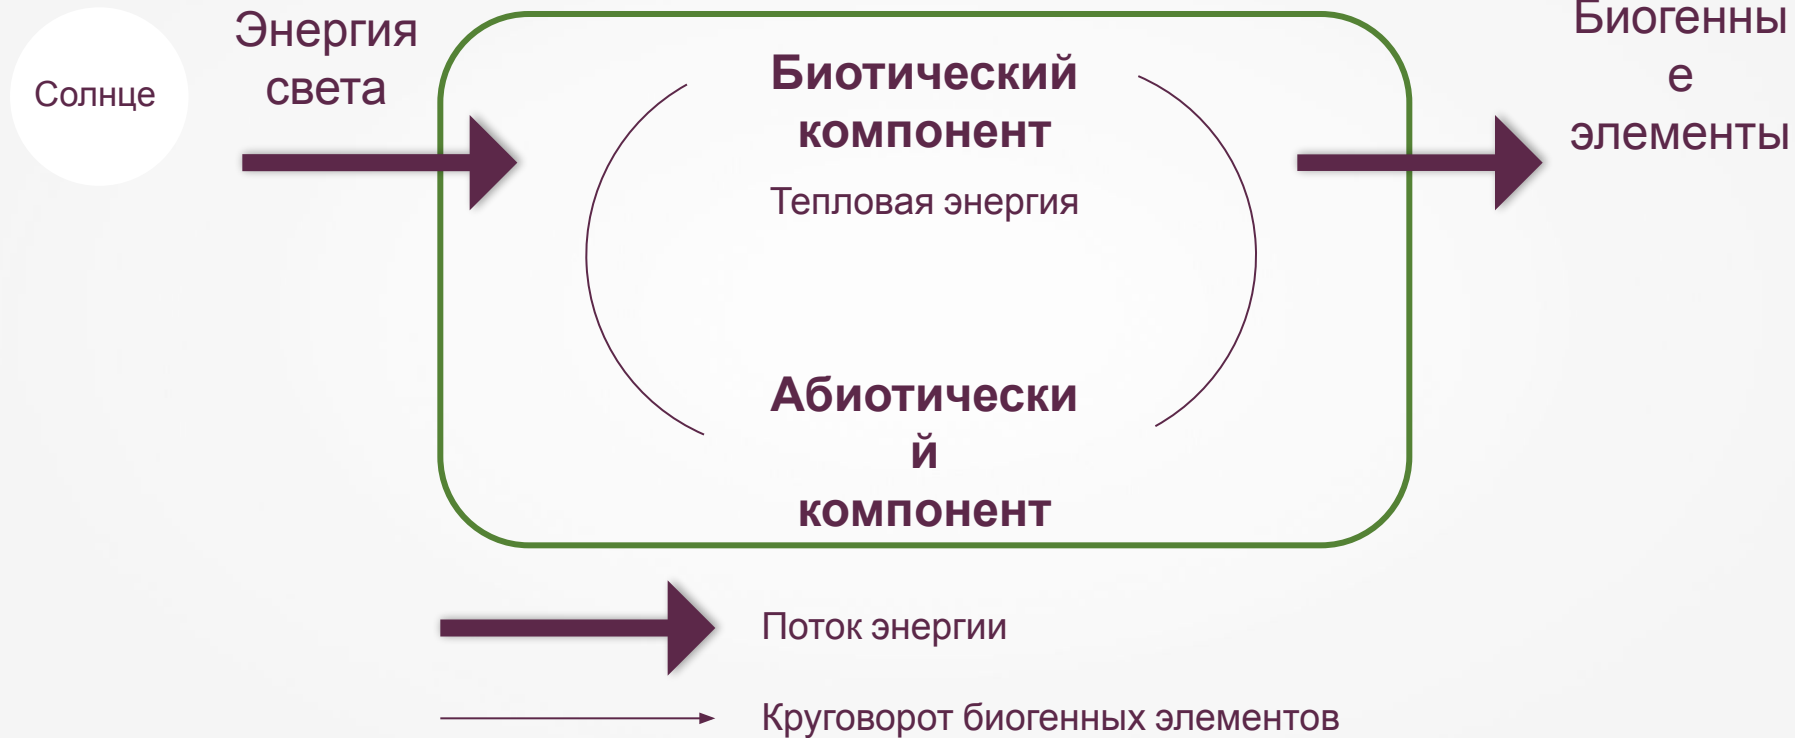 Солнце
Энергия
света
Биотический
компонент
Тепловая энергия
Абиотически
й
компонент
Биогенны
е
элементы
Поток энергии
Круговорот биогенных элементов